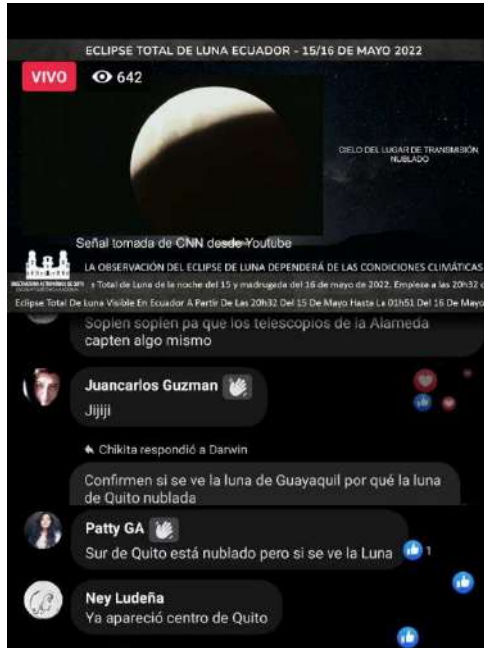 ECLIPSE TOTAL DE LUNA ECUADOR - 15/16 DE MAYO 2022
VIVO 642
CIELO DEL LUGAR DE TRANSMISIÓN
NUBLADO
Señal tomada de CNN desde Youtube
LA OBSERVACIÓN DEL ECLIPSE DE LUNA DEPENDERÁ DE LAS CONDICIONES CLIMÁTICAS
e Total de Luna de la noche del 15 y madrugada del 16 de mayo de 2022. Empieza a las 20h32
Eclipse Total De Luna Visible En Ecuador A Partir De Las 20h32 Del 15 De Mayo Hasta La 01h51 Del 16 De Mayo
Soplen soplen pa que los telescopios de la Alameda
capten algo mismo
Juancarlos Guzman
Jijiji
Chikita respondió a Darwin
Confirmen si se ve la luna de Guayaquil por qué la luna
de Quito nublada
Patty GA
Sur de Quito está nublado pero si se ve la Luna 1
Ney Ludeña
Ya apareció centro de Quito